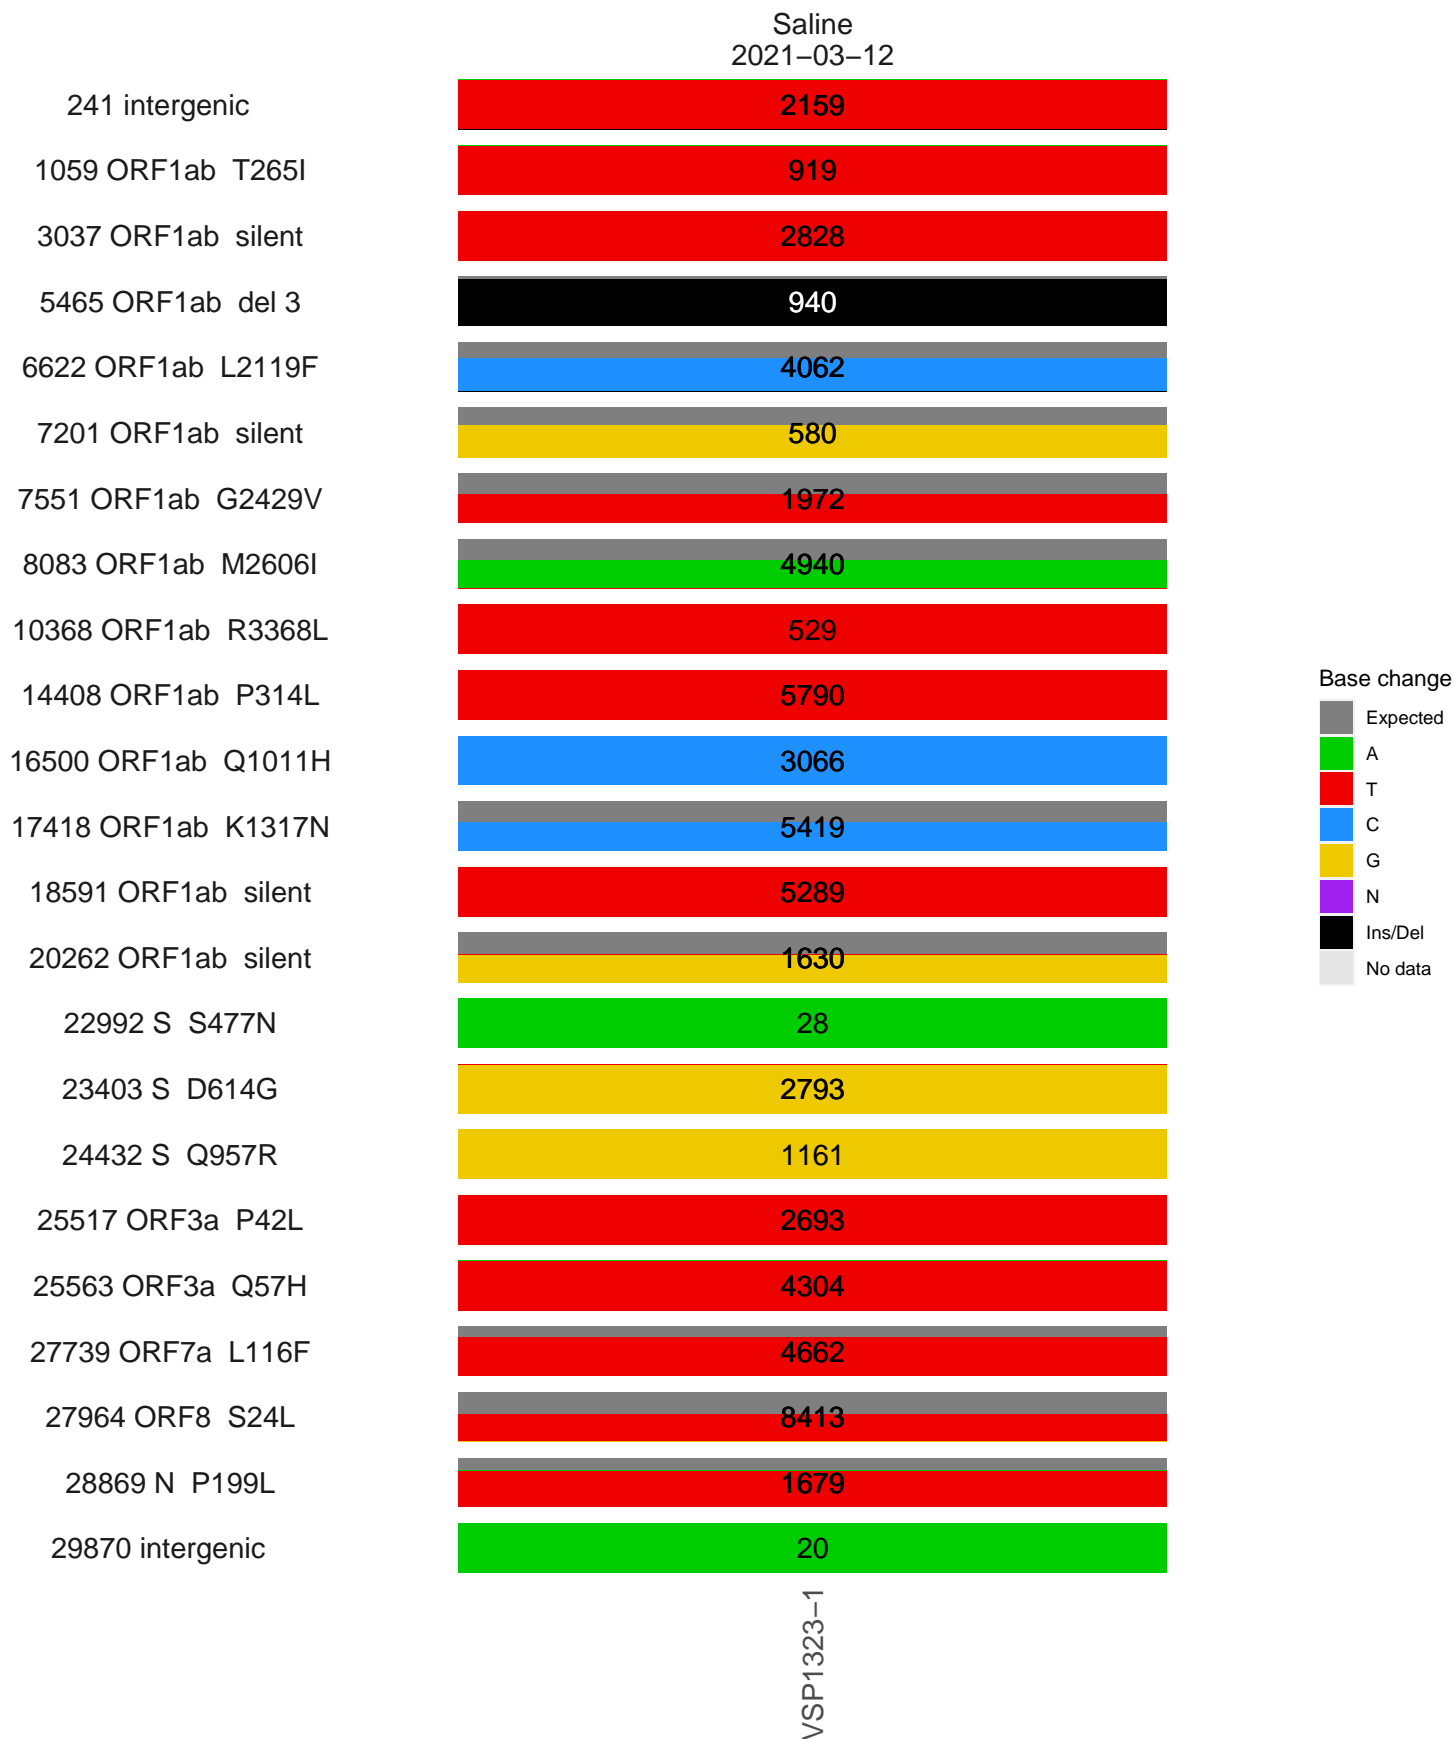 Saline
2021−03−12
241 intergenic 2159
1059 ORF1ab T265I 919
3037 ORF1ab silent 2828
5465 ORF1ab del 3 940
6622 ORF1ab L2119F 4062
7201 ORF1ab silent 580
7551 ORF1ab G2429V 1972
8083 ORF1ab M2606I 4940
10368 ORF1ab R3368L 529
14408 ORF1ab P314L 5790
16500 ORF1ab Q1011H 3066
17418 ORF1ab K1317N 5419
18591 ORF1ab silent 5289
20262 ORF1ab silent 1630
22992 S S477N 28
23403 S D614G 2793
24432 S Q957R 1161
25517 ORF3a P42L 2693
25563 ORF3a Q57H 4304
27739 ORF7a L116F 4662
27964 ORF8 S24L 8413
28869 N P199L 1679
29870 intergenic 20
VSP1323−1
Base change
Expected
A
T
C
G
N
Ins/Del
No data